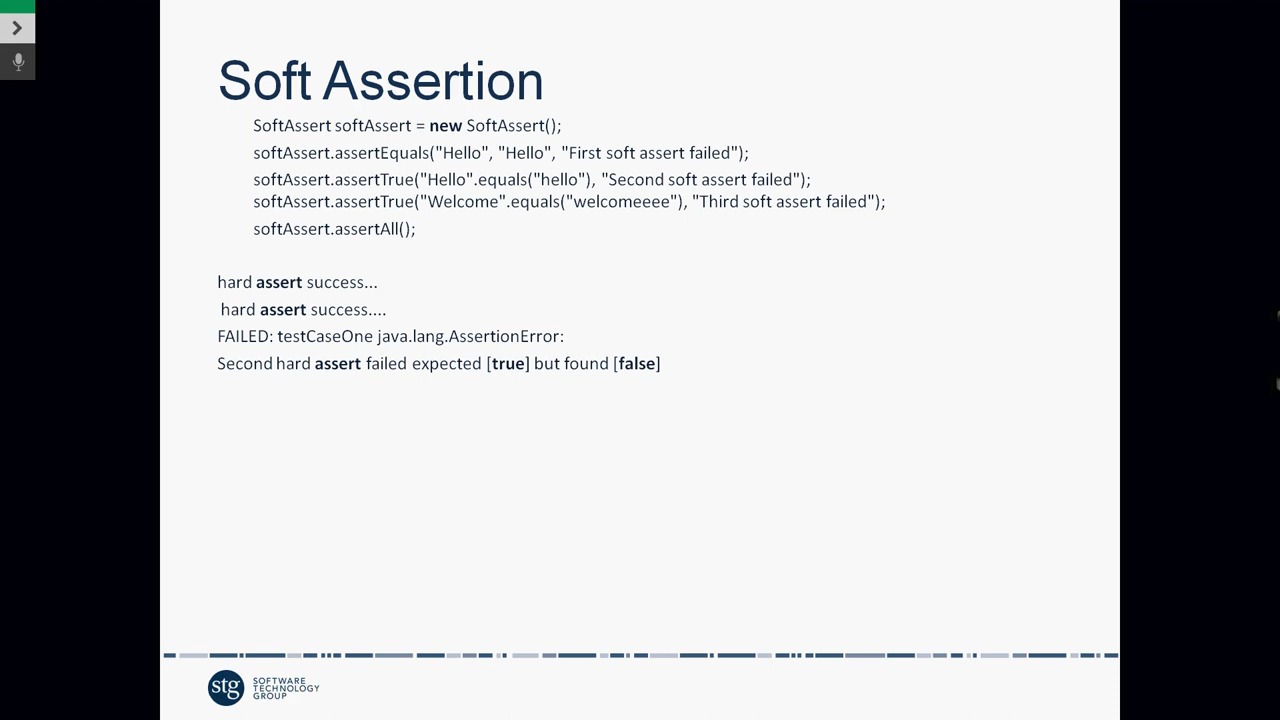 Soft Assertion
SoftAssert softAssert = new SoftAssert();
softAssert.assertEquals("Hello", "Hello", "First soft assert failed");
softAssert.assertTrue("Hello".equals("hello"), "Second soft assert failed");
softAssert.assertTrue("Welcome".equals("welcomeeee"), "Third soft assert failed");
softAssert.assertAll();
hard assert success...
hard assert success....
FAILED: testCaseOne java.lang.AssertionError:
Second hard assert failed expected [true] but found [false]
stg
SOFTWARE
TECHNOLOGY
GROUP